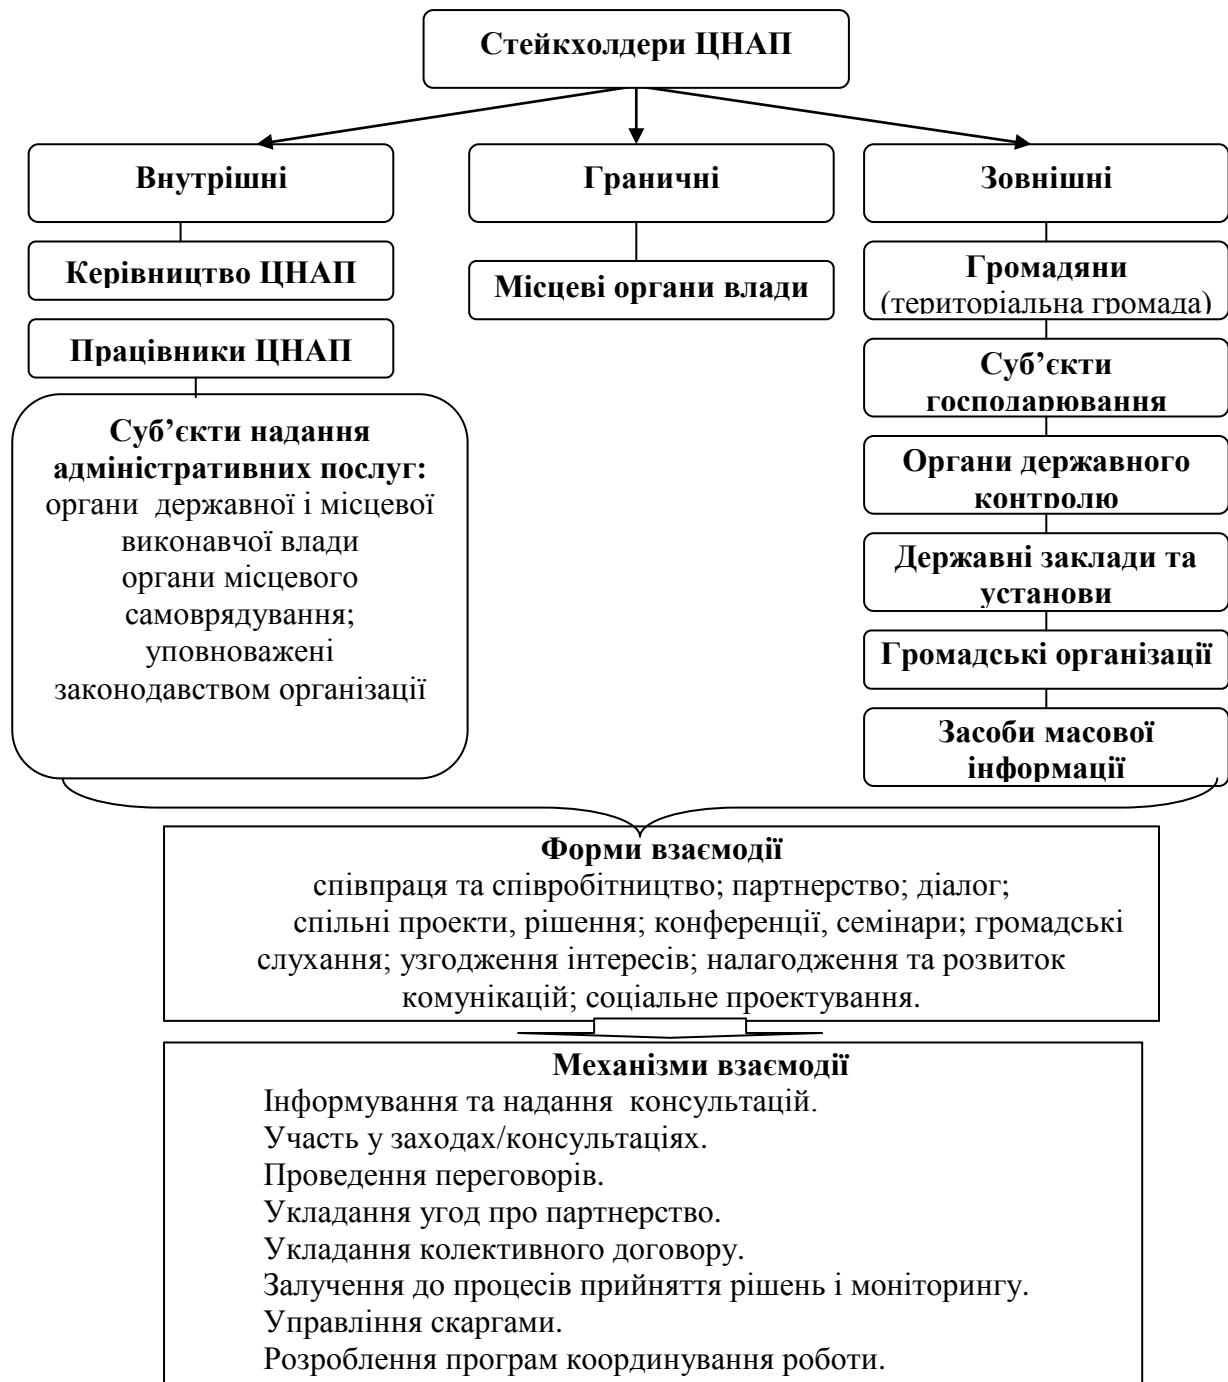 Стейкхолдери ЦНАП
Внутрішні
Граничні
Зовнішні
Керівництво ЦНАП
Працівники ЦНАП
Суб’єкти надання
адміністративних послуг:
органи державної і місцевої
виконавчої влади
органи місцевого
самоврядування;
уповноважені
законодавством організації
Місцеві органи влади
Громадяни
(територіальна громада)
Суб’єкти
господарювання
Органи державного
контролю
Державні заклади та
установи
Громадські організації
Засоби масової
інформації
Форми взаємодії
співпраця та співробітництво; партнерство; діалог;
спільні проекти, рішення; конференції, семінари; громадські
слухання; узгодження інтересів; налагодження та розвиток
комунікацій; соціальне проектування.
Механізми взаємодії
Інформування та надання консультацій.
Участь у заходах/консультаціях.
Проведення переговорів.
Укладання угод про партнерство.
Укладання колективного договору.
Залучення до процесів прийняття рішень і моніторингу.
Управління скаргами.
Розроблення програм координування роботи.